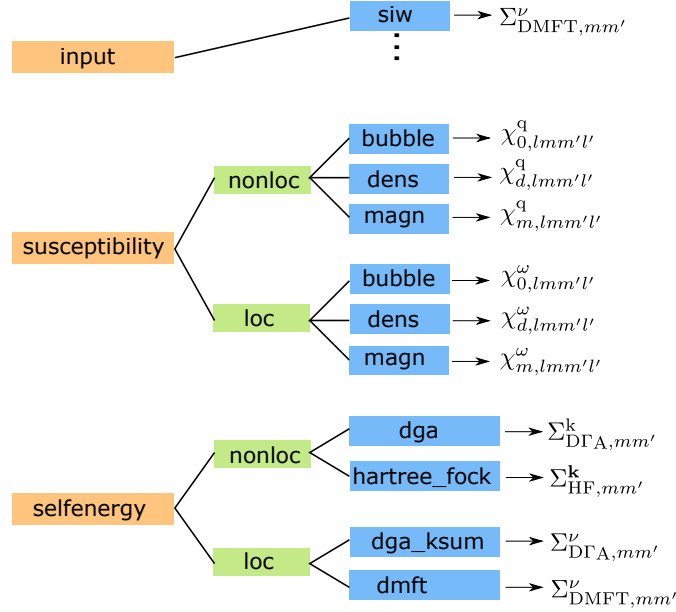 siw Σ^ν_{DMFT,mm'}
input
bubble χ^q_{0,lmm'l'}
nonloc dens χ^q_{d,lmm'l'}
magn χ^q_{m,lmm'l'}
susceptibility
bubble χ^ω_{0,lmm'l'}
loc dens χ^ω_{d,lmm'l'}
magn χ^ω_{m,lmm'l'}
dga Σ^k_{DΓA,mm'}
nonloc
hartree_fock Σ^𝐤_{HF,mm'}
selfenergy
dga_ksum Σ^ν_{DΓA,mm'}
loc
dmft Σ^ν_{DMFT,mm'}